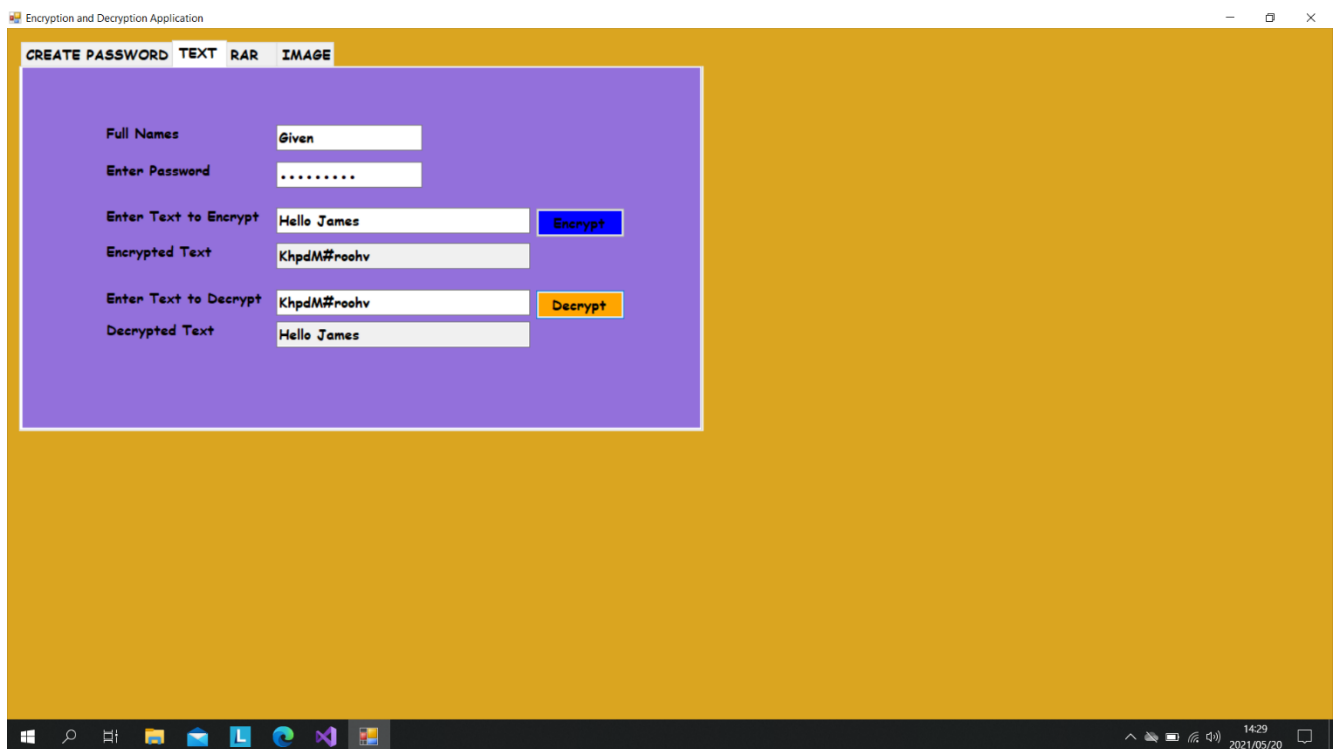 Encryption and Decryption Application
CREATE PASSWORD TEXT RAR IMAGE
Full Names Given
Enter Password •••••••••
Enter Text to Encrypt Hello James Encrypt
Encrypted Text KhpdM#roohv
Enter Text to Decrypt KhpdM#roohv Decrypt
Decrypted Text Hello James
L
14:29
2021/05/20